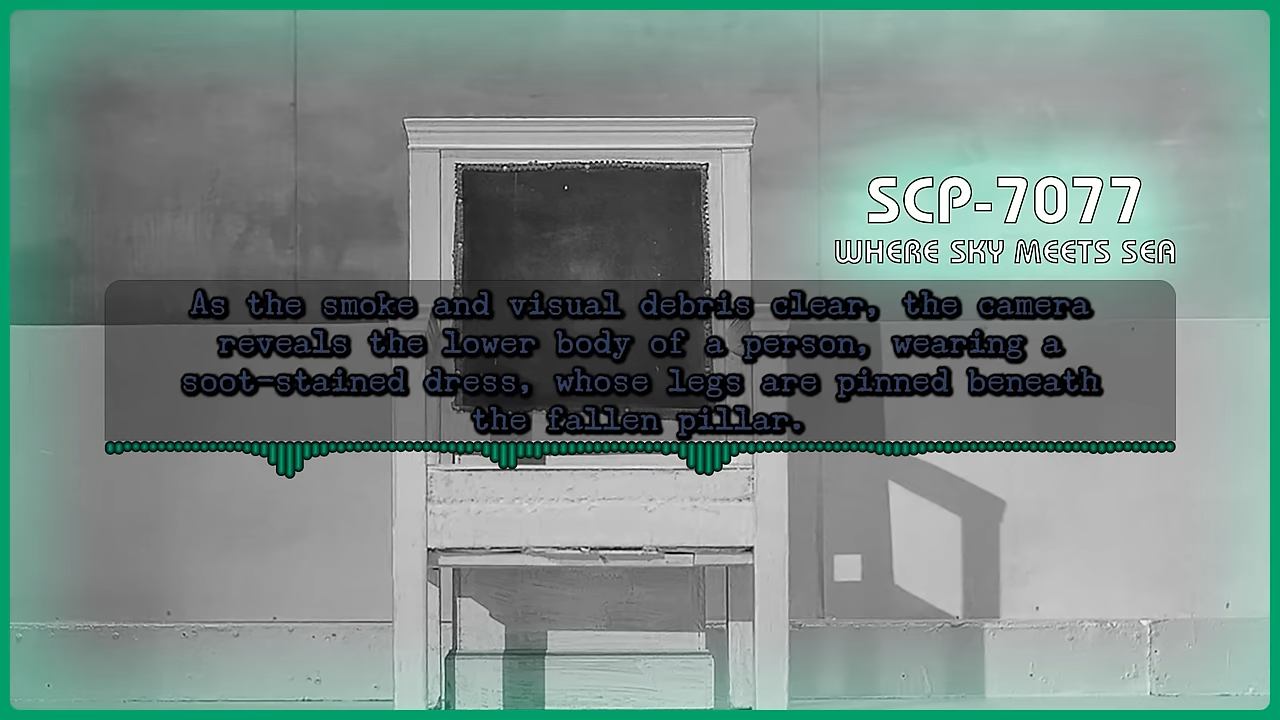 SCP-7077
WHERE SKY MEETS SEA
As the smoke and visual debris clear, the camera
reveals the lower body of a person, wearing a
soot-stained dress, whose legs are pinned beneath
the fallen pillar.